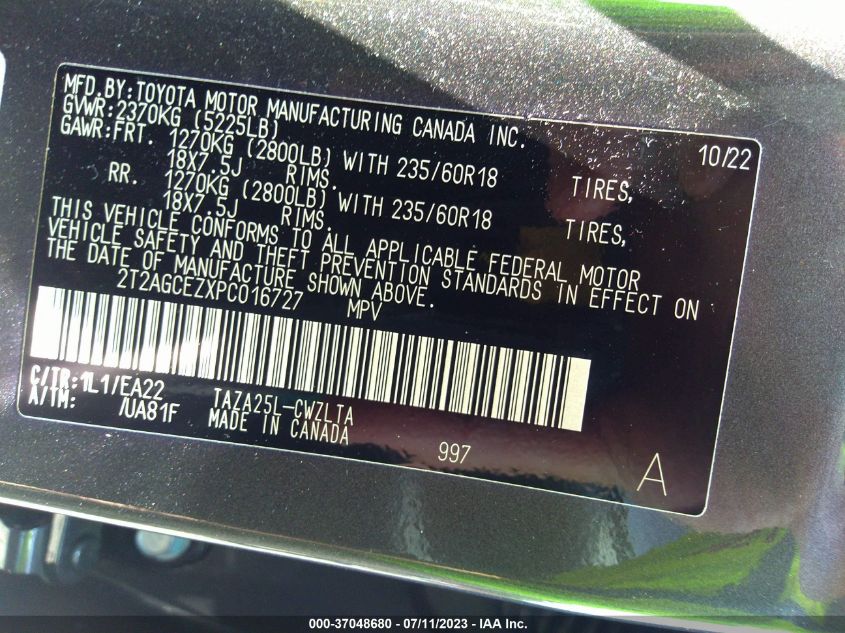 MFD.BY:TOYOTA MOTOR MANUFACTURING CANADA INC. 10/22
GVWR:2370KG (5225LB)
GAWR:FRT. 1270KG (2800LB) WITH 235/60R18 TIRES,
18X7.5J RIMS.
RR. 1270KG (2800LB) WITH 235/60R18 TIRES,
18X7.5J RIMS.
THIS VEHICLE CONFORMS TO ALL APPLICABLE FEDERAL MOTOR
VEHICLE SAFETY AND THEFT PREVENTION STANDARDS IN EFFECT ON
THE DATE OF MANUFACTURE SHOWN ABOVE.
2T2AGCEZXPC016727 MPV
C/TR:1L1/EA22 TAZA25L-CWZLTA
A/TM: /UA81F MADE IN CANADA
997 A
000-37048680 - 07/11/2023 - IAA Inc.